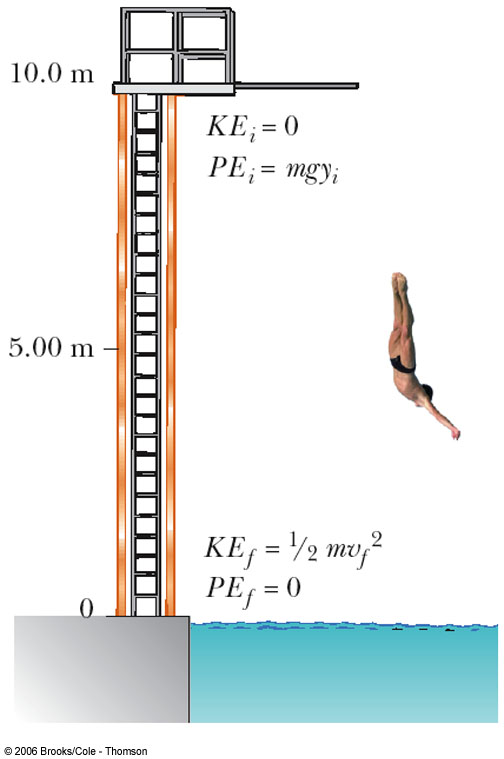 10.0 m
KEi = 0
PEi = mgyi
5.00 m
KEf = 1/2 mvf2
PEf = 0
0
© 2006 Brooks/Cole - Thomson